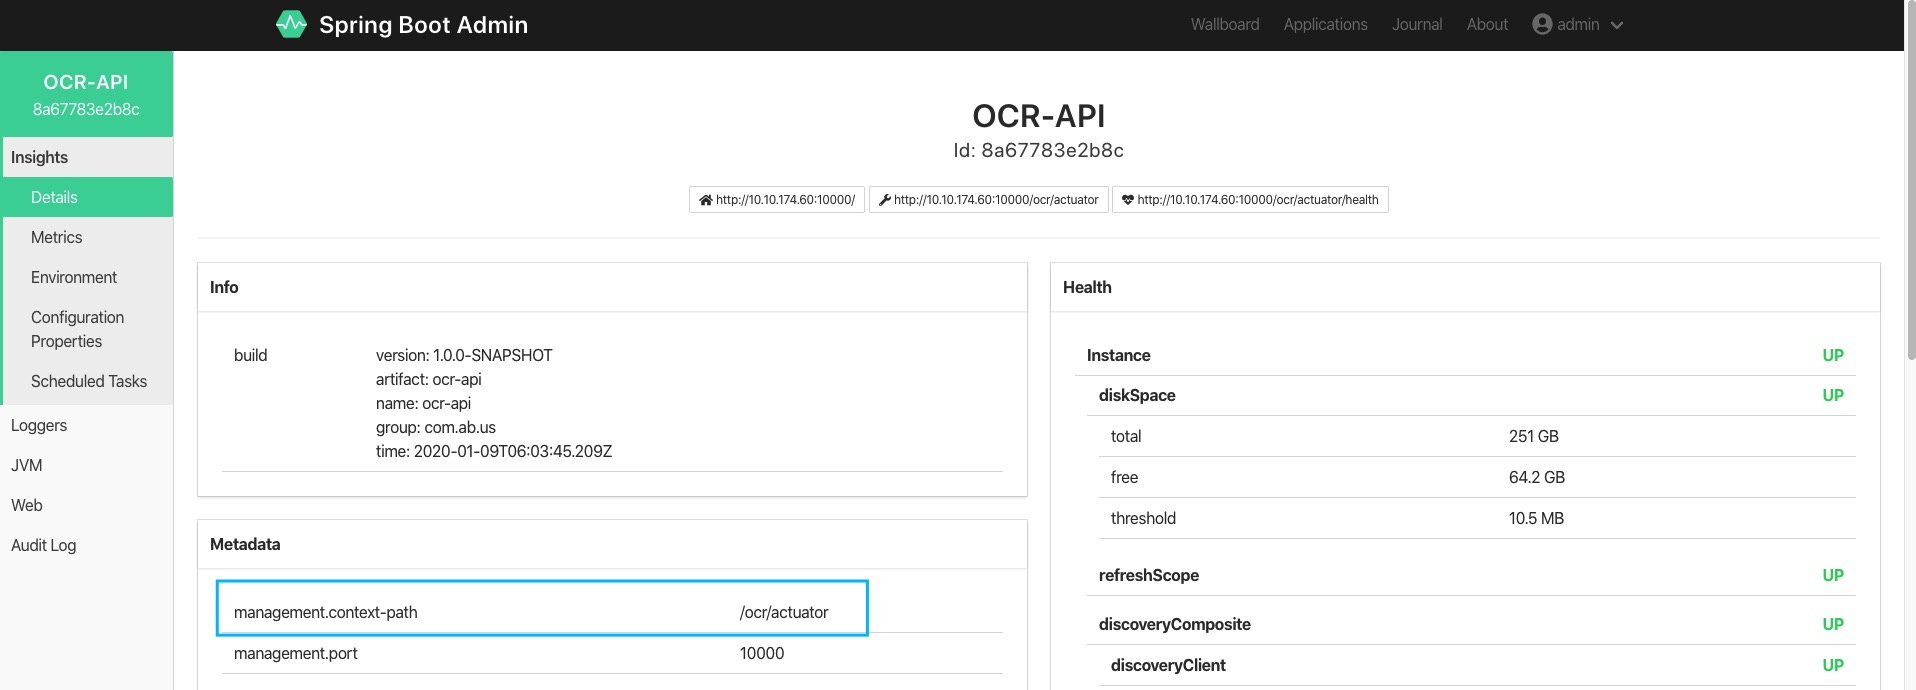 Spring Boot Admin
Wallboard Applications Journal About admin
OCR-API
8a67783e2b8c
Insights
Details
Metrics
Environment
Configuration
Properties
Scheduled Tasks
Loggers
JVM
Web
Audit Log
OCR-API
Id: 8a67783e2b8c
http://10.10.174.60:10000/ http://10.10.174.60:10000/ocr/actuator http://10.10.174.60:10000/ocr/actuator/health
Info
build version: 1.0.0-SNAPSHOT
artifact: ocr-api
name: ocr-api
group: com.ab.us
time: 2020-01-09T06:03:45.209Z
Metadata
management.context-path /ocr/actuator
management.port 10000
Health
Instance UP
diskSpace UP
total 251 GB
free 64.2 GB
threshold 10.5 MB
refreshScope UP
discoveryComposite UP
discoveryClient UP